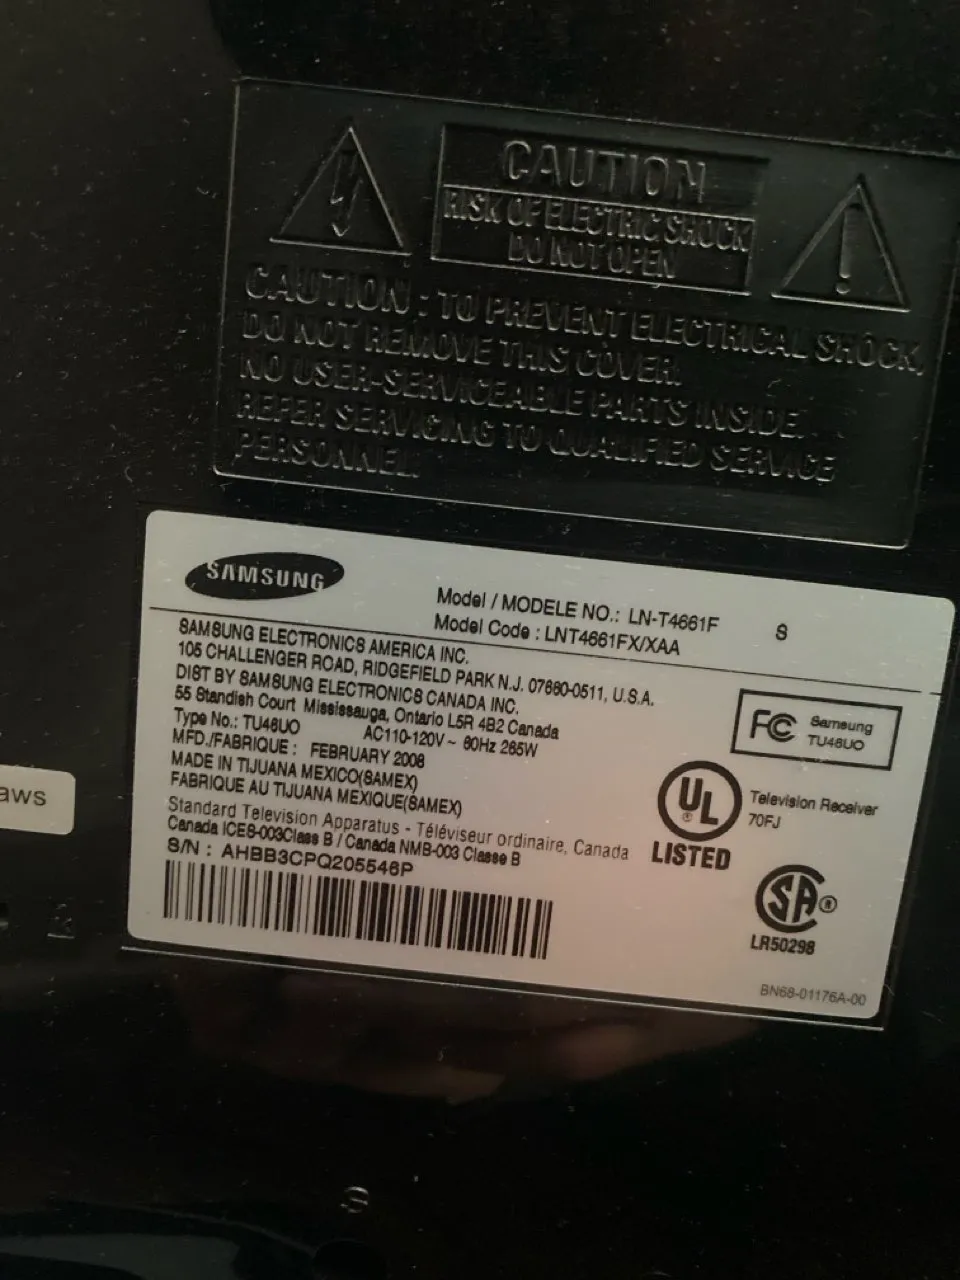 CAUTION
RISK OF ELECTRIC SHOCK
DO NOT OPEN
CAUTION : TO PREVENT ELECTRICAL SHOCK,
DO NOT REMOVE THIS COVER.
NO USER-SERVICEABLE PARTS INSIDE.
REFER SERVICING TO QUALIFIED SERVICE
PERSONNEL.
SAMSUNG
Model / MODELE NO.: LN-T4661F S
Model Code : LNT4661FX/XAA
SAMSUNG ELECTRONICS AMERICA INC.
105 CHALLENGER ROAD, RIDGEFIELD PARK N.J. 07660-0511, U.S.A.
DIST BY SAMSUNG ELECTRONICS CANADA INC.
55 Standish Court Mississauga, Ontario L5R 4B2 Canada
Type No.: TU46UO AC110-120V ~ 60Hz 265W
MFD./FABRIQUE : FEBRUARY 2008
MADE IN TIJUANA MEXICO(SAMEX)
FABRIQUE AU TIJUANA MEXIQUE(SAMEX)
Standard Television Apparatus - Téléviseur ordinaire, Canada
Canada ICES-003Class B / Canada NMB-003 Classe B
S/N : AHBB3CPQ205546P
FC Samsung
TU46UO
UL ®
LISTED
Television Receiver
70FJ
SA ®
LR50298
BN68-01176A-00
aws
S